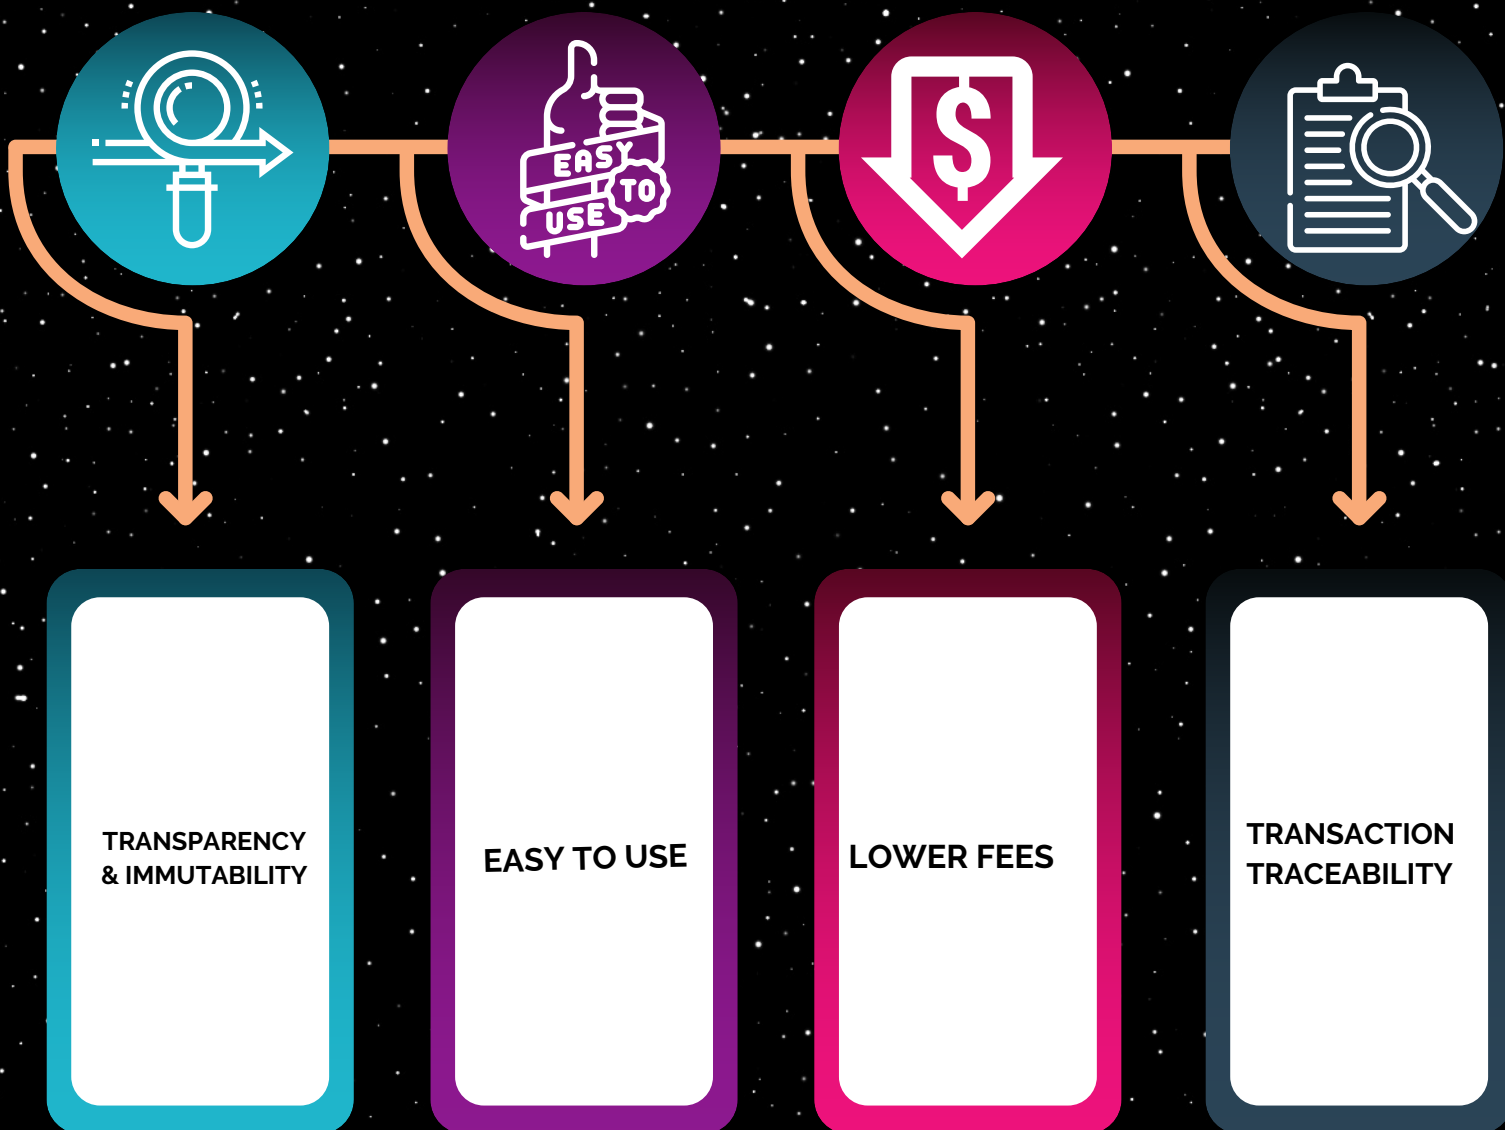 EASY
TO
USE
$
TRANSPARENCY
& IMMUTABILITY
EASY TO USE
LOWER FEES
TRANSACTION
TRACEABILITY